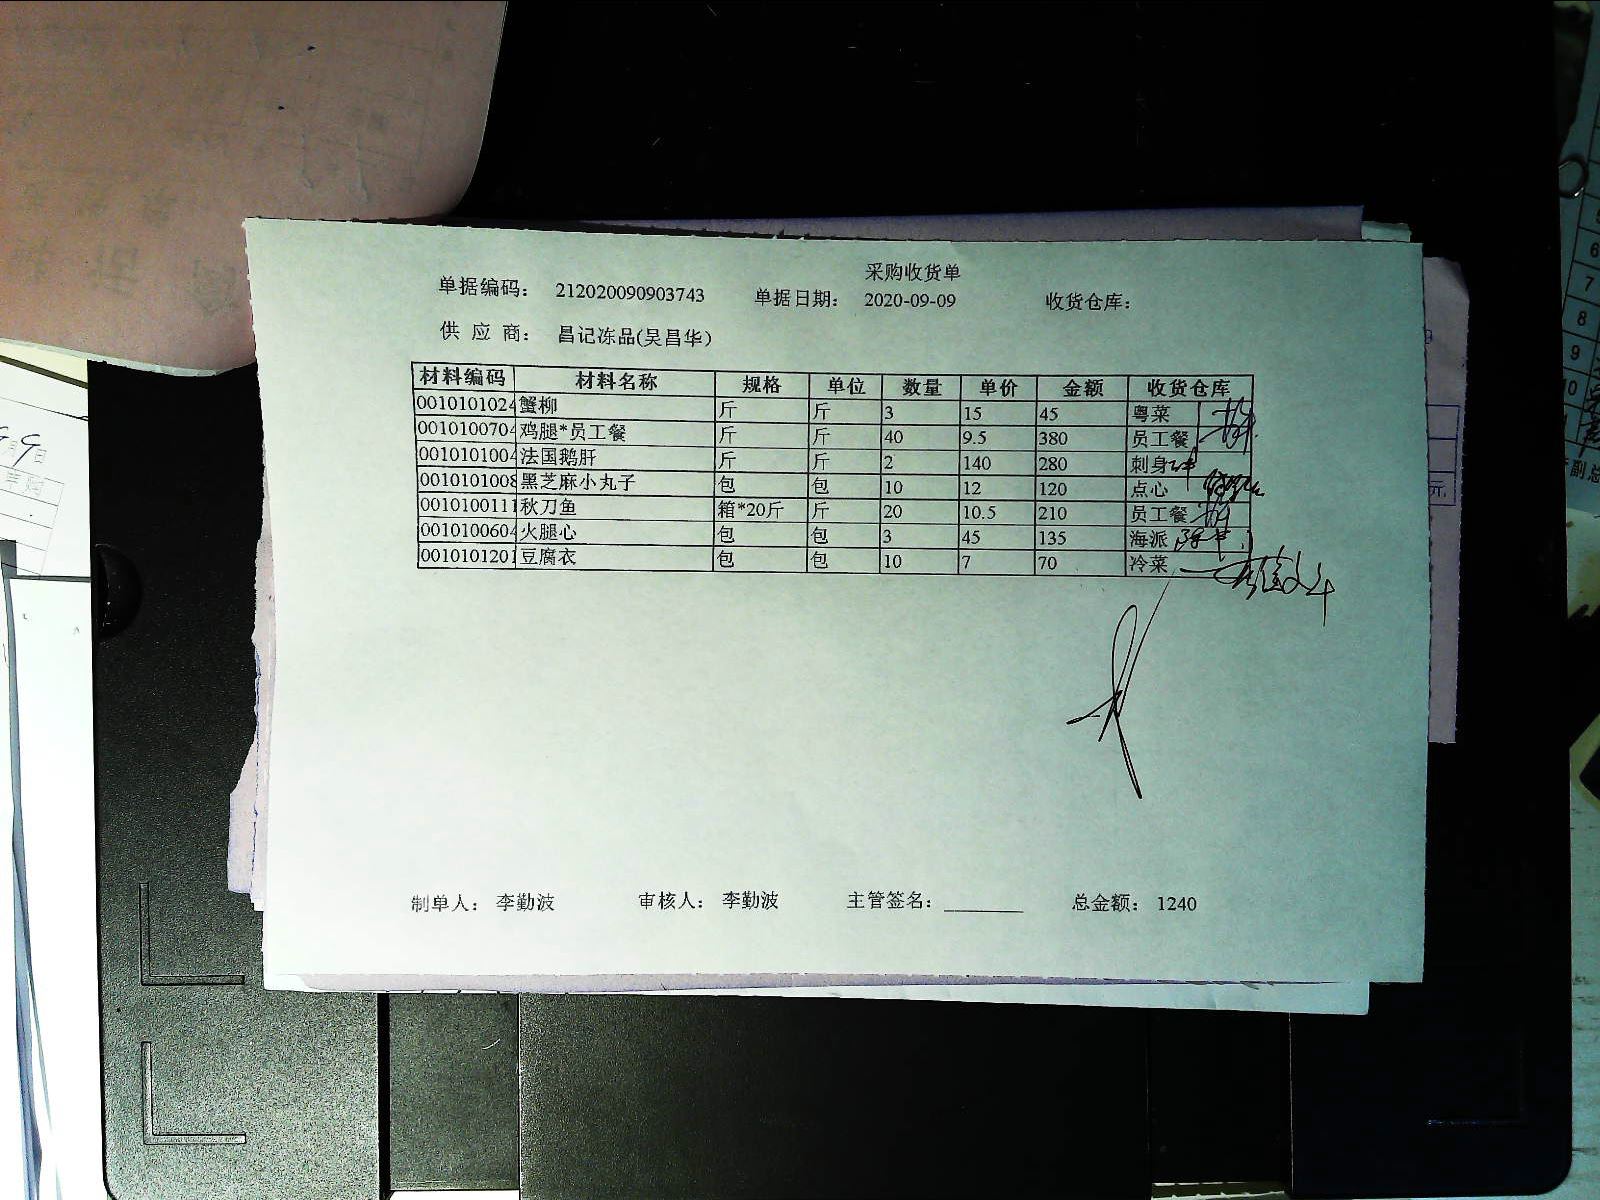 采购收货单
单据编码: 212020090903743 单据日期: 2020-09-09 收货仓库:
供 应 商: 昌记冻品(吴昌华)
材料编码 材料名称 规格 单位 数量 单价 金额 收货仓库
0010101024 蟹柳 斤 斤 3 15 45 粤菜
0010100704 鸡腿*员工餐 斤 斤 40 9.5 380 员工餐
0010101004 法国鹅肝 斤 斤 2 140 280 刺身
0010101008 黑芝麻小丸子 包 包 10 12 120 点心
0010100111 秋刀鱼 箱*20斤 斤 20 10.5 210 员工餐
0010100604 火腿心 包 包 3 45 135 海派
0010101201 豆腐衣 包 包 10 7 70 冷菜
制单人: 李勤波 审核人: 李勤波 主管签名: 总金额: 1240
6
7
8
9
10
副总
元